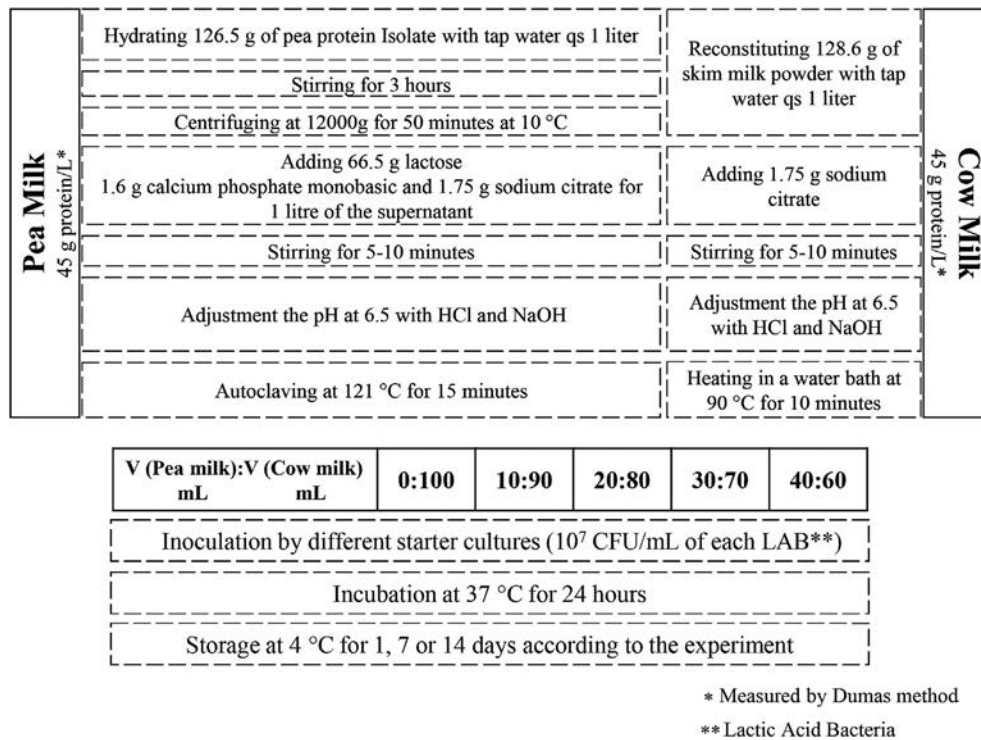 Pea Milk
45 g protein/L*
Hydrating 126.5 g of pea protein Isolate with tap water qs 1 liter
Stirring for 3 hours
Centrifuging at 12000g for 50 minutes at 10 °C
Adding 66.5 g lactose
1.6 g calcium phosphate monobasic and 1.75 g sodium citrate for
1 litre of the supernatant
Stirring for 5-10 minutes
Adjustment the pH at 6.5 with HCl and NaOH
Autoclaving at 121 °C for 15 minutes
Reconstituting 128.6 g of
skim milk powder with tap
water qs 1 liter
Adding 1.75 g sodium
citrate
Stirring for 5-10 minutes
Adjustment the pH at 6.5
with HCl and NaOH
Heating in a water bath at
90 °C for 10 minutes
Cow Milk
45 g protein/L*
V (Pea milk):V (Cow milk) 0:100 10:90 20:80 30:70 40:60
mL mL
Inoculation by different starter cultures (10⁷ CFU/mL of each LAB**)
Incubation at 37 °C for 24 hours
Storage at 4 °C for 1, 7 or 14 days according to the experiment
* Measured by Dumas method
** Lactic Acid Bacteria